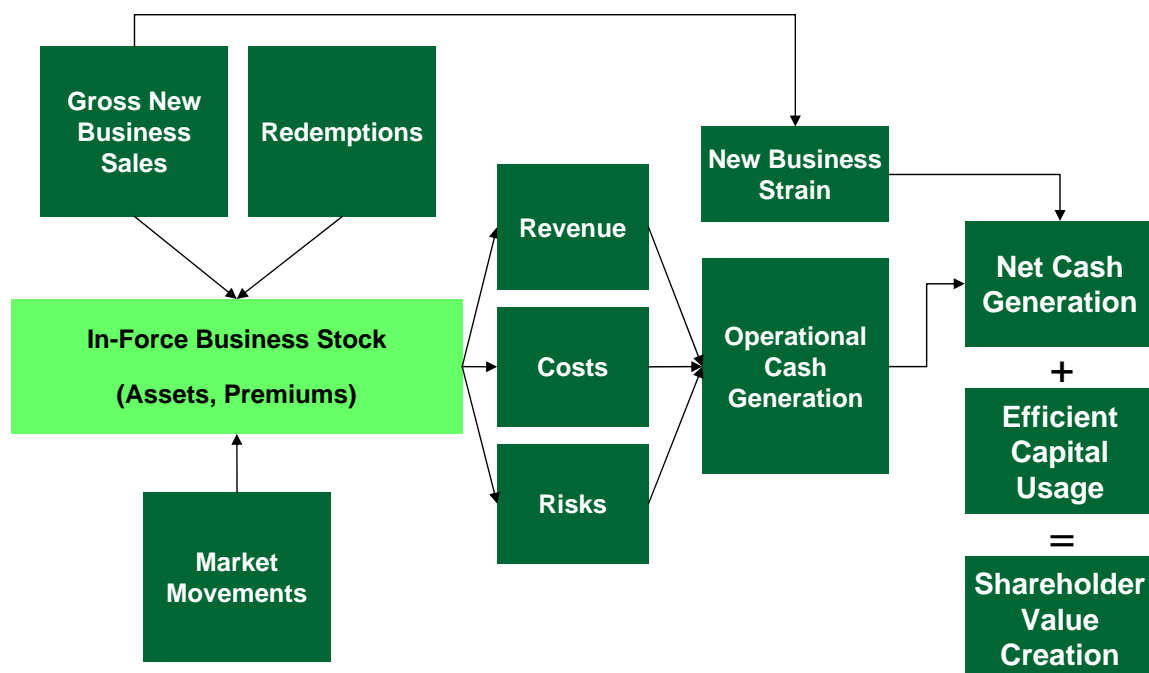 Gross New
Business
Sales
Redemptions
New Business
Strain
Revenue
Net Cash
Generation
In-Force Business Stock
(Assets, Premiums)
Costs
Operational
Cash
Generation
+
Efficient
Capital
Usage
Risks
Market
Movements
=
Shareholder
Value
Creation